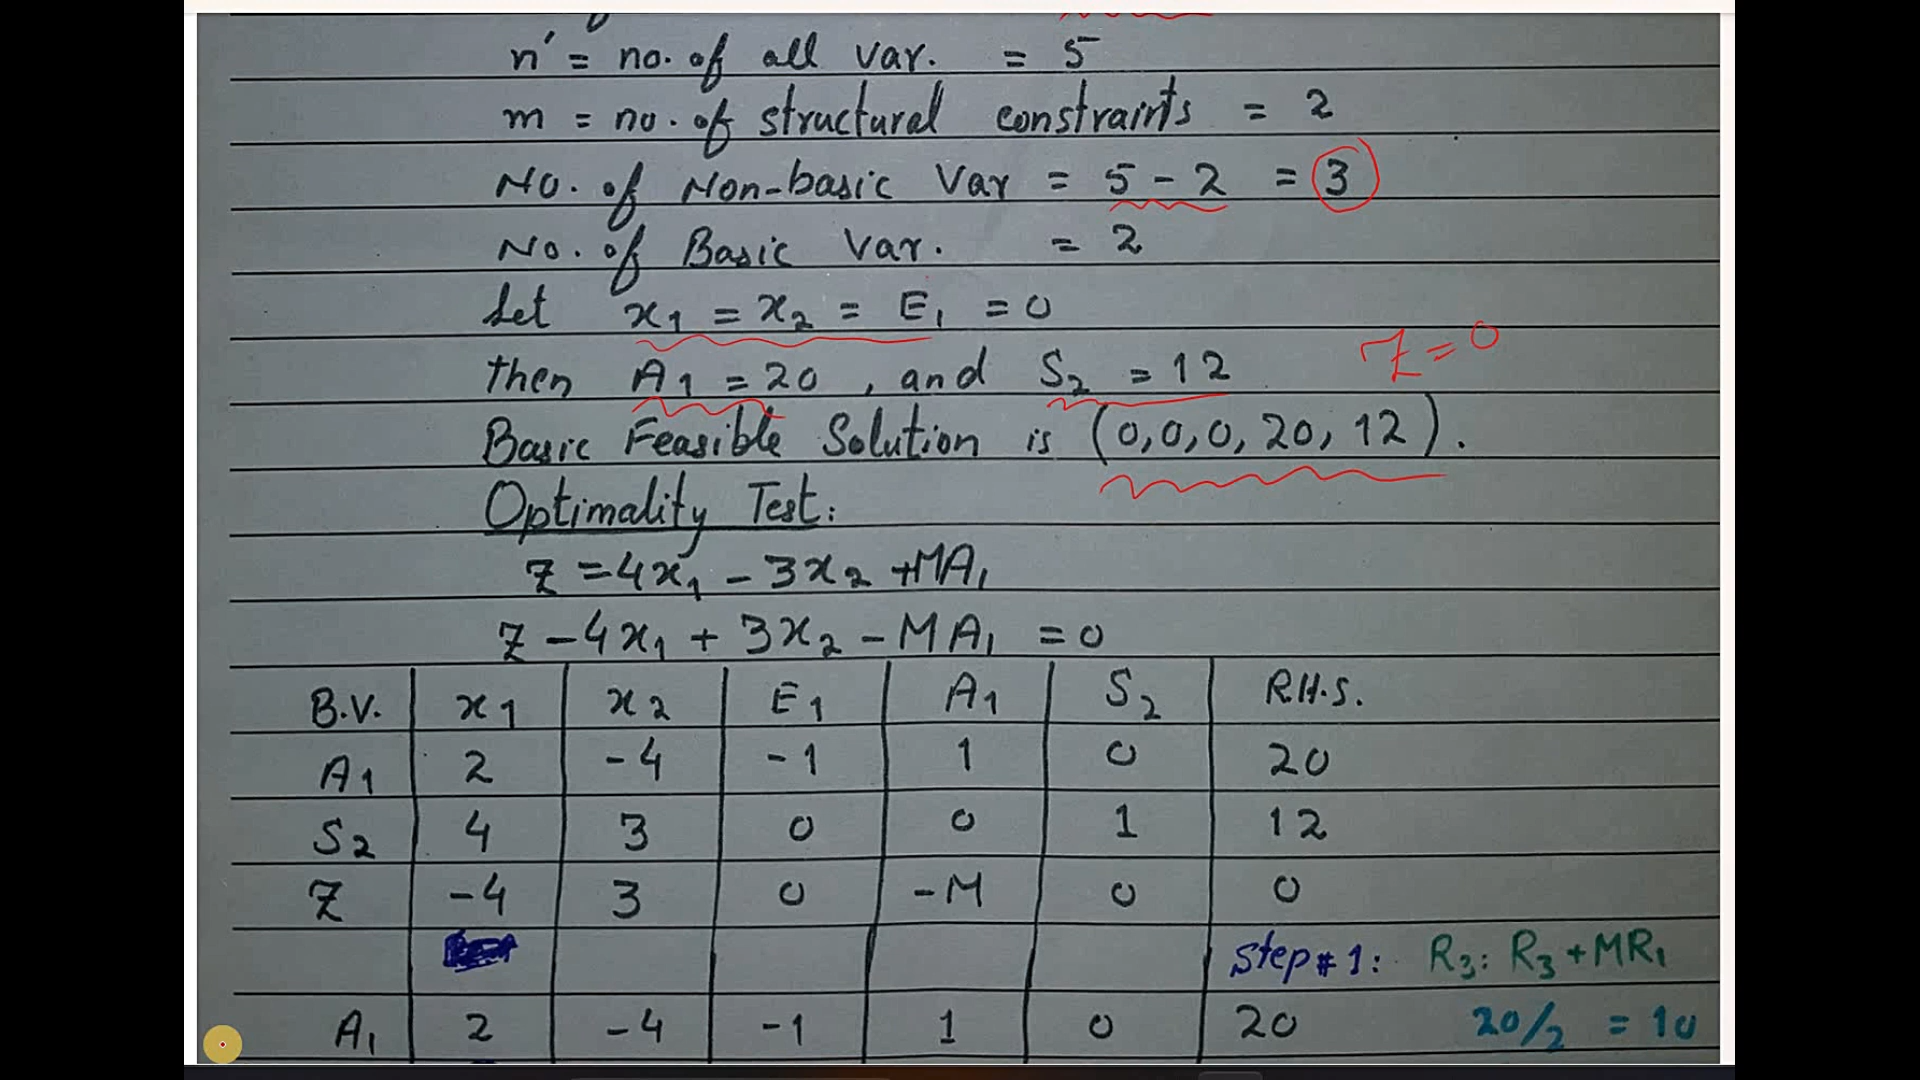 n' = no. of all var. = 5
m = no. of structural constraints = 2
No. of Non-basic Var = 5 - 2 = 3
No. of Basic Var. = 2
Let x1 = x2 = E1 = 0
Z = 0
then A1 = 20, and S2 = 12
Basic Feasible Solution is (0,0,0,20,12).
Optimality Test:
Z = 4x1 - 3x2 + MA1
Z - 4x1 + 3x2 - MA1 = 0
B.V. x1 x2 E1 A1 S2 R.H.S.
A1 2 -4 -1 1 0 20
S2 4 3 0 0 1 12
Z -4 3 0 -M 0 0
Step # 1: R3: R3 + MR1
A1 2 -4 -1 1 0 20 20/2 = 10